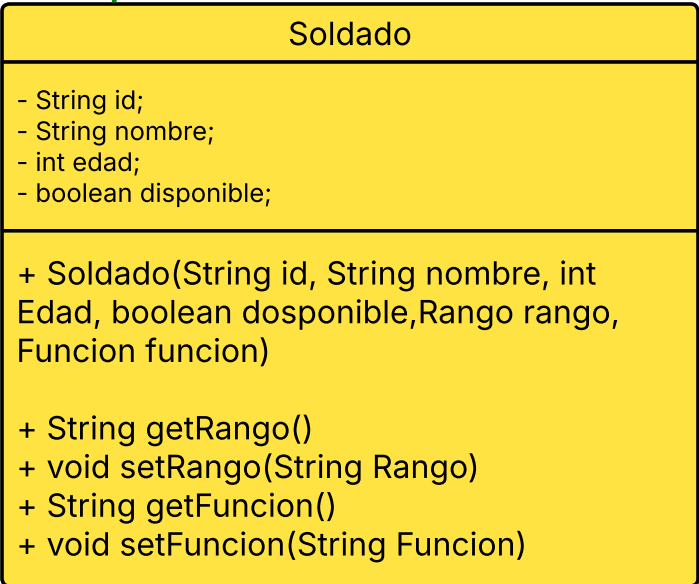 Soldado
- String id;
- String nombre;
- int edad;
- boolean disponible;
+ Soldado(String id, String nombre, int
Edad, boolean dosponible,Rango rango,
Funcion funcion)
+ String getRango()
+ void setRango(String Rango)
+ String getFuncion()
+ void setFuncion(String Funcion)